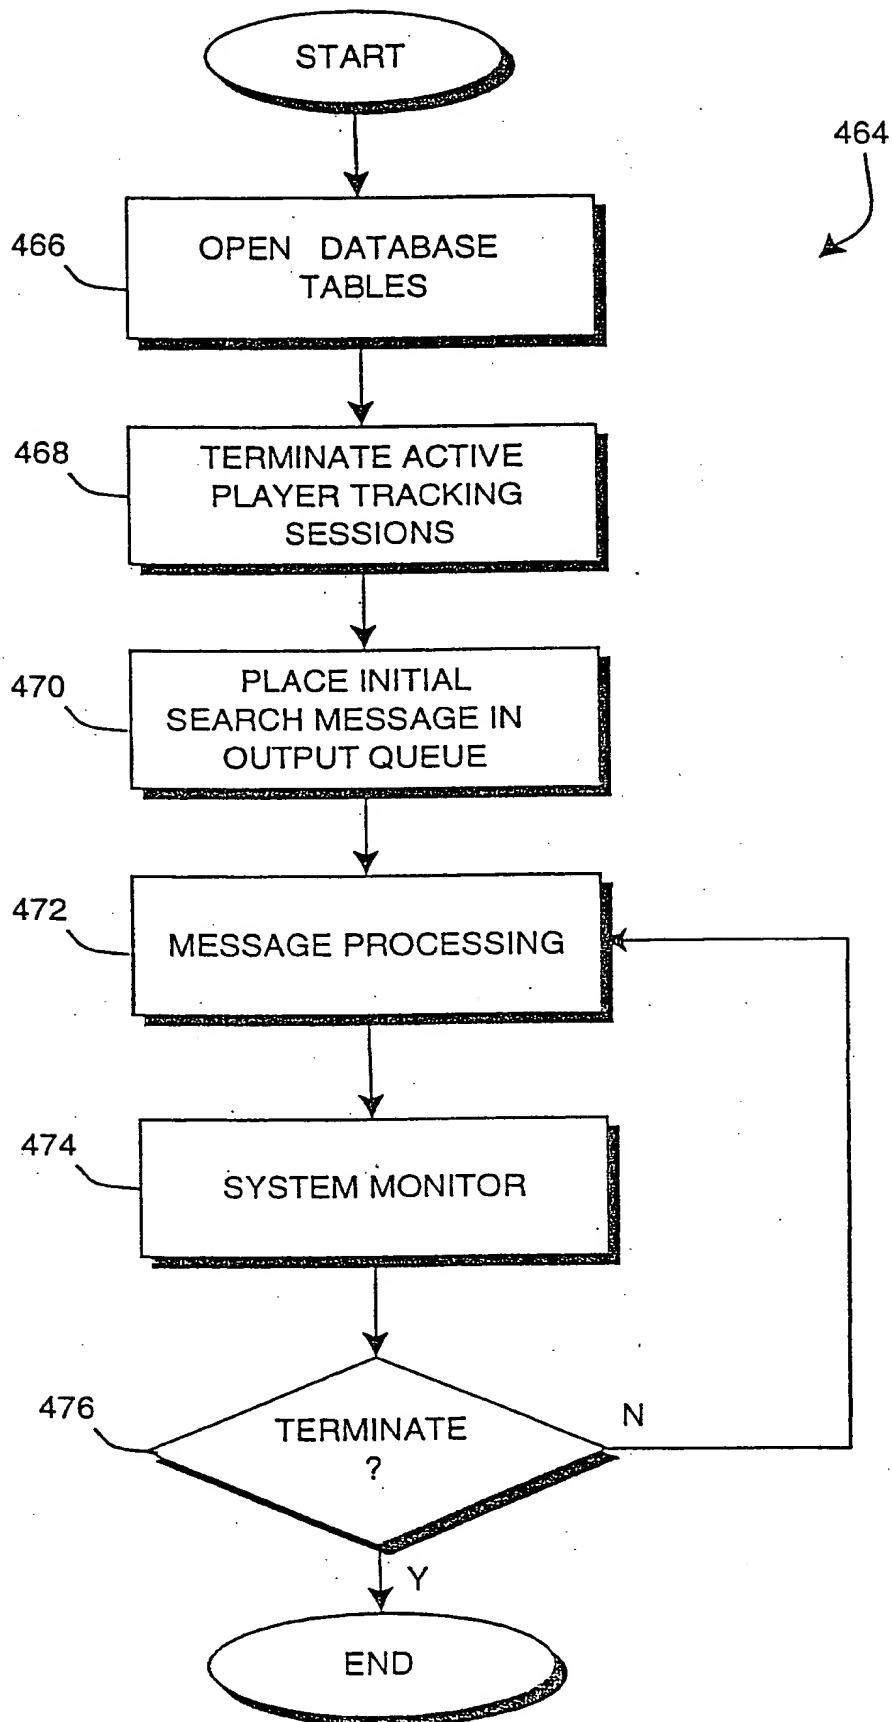 START
464
466
OPEN DATABASE
TABLES
468
TERMINATE ACTIVE
PLAYER TRACKING
SESSIONS
470
PLACE INITIAL
SEARCH MESSAGE IN
OUTPUT QUEUE
472
MESSAGE PROCESSING
474
SYSTEM MONITOR
476
TERMINATE
?
N
Y
END